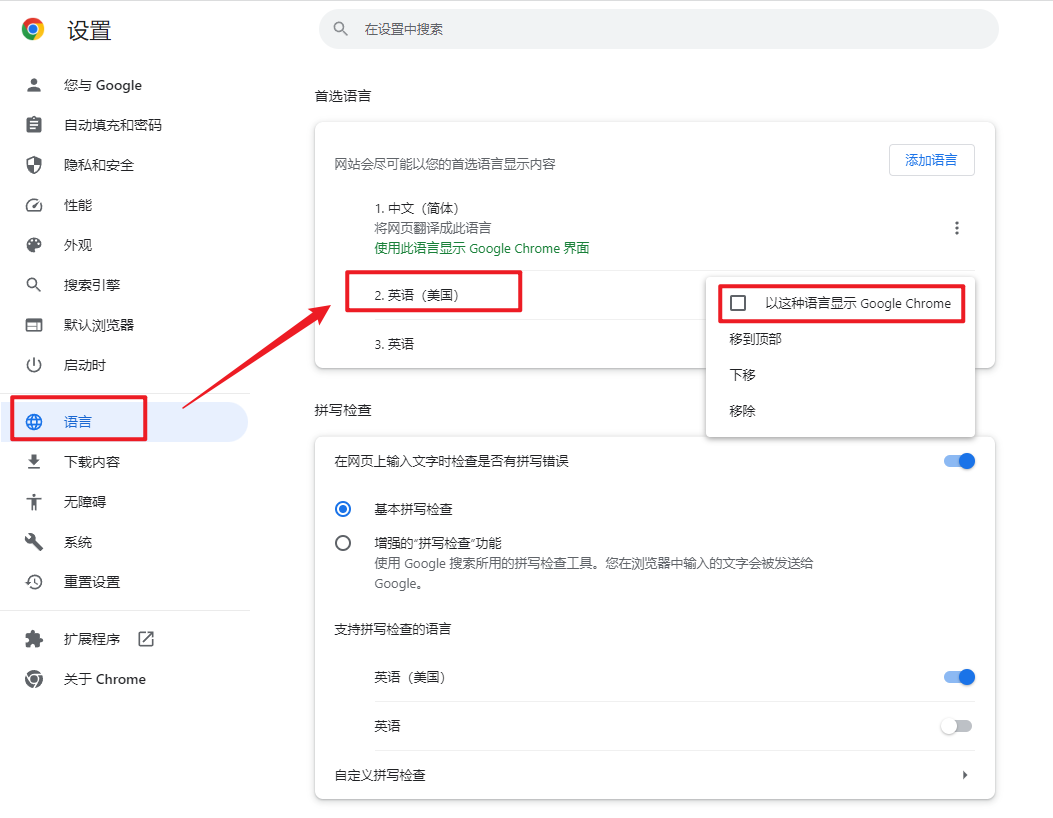 设置
在设置中搜索
您与 Google
自动填充和密码
隐私和安全
性能
外观
搜索引擎
默认浏览器
启动时
语言
下载内容
无障碍
系统
重置设置
扩展程序
关于 Chrome
首选语言
网站会尽可能以您的首选语言显示内容
添加语言
1. 中文（简体）
将网页翻译成此语言
使用此语言显示 Google Chrome 界面
2. 英语（美国）
3. 英语
以这种语言显示 Google Chrome
移到顶部
下移
移除
拼写检查
在网页上输入文字时检查是否有拼写错误
基本拼写检查
增强的“拼写检查”功能
使用 Google 搜索所用的拼写检查工具。您在浏览器中输入的文字会被发送给
Google。
支持拼写检查的语言
英语（美国）
英语
自定义拼写检查